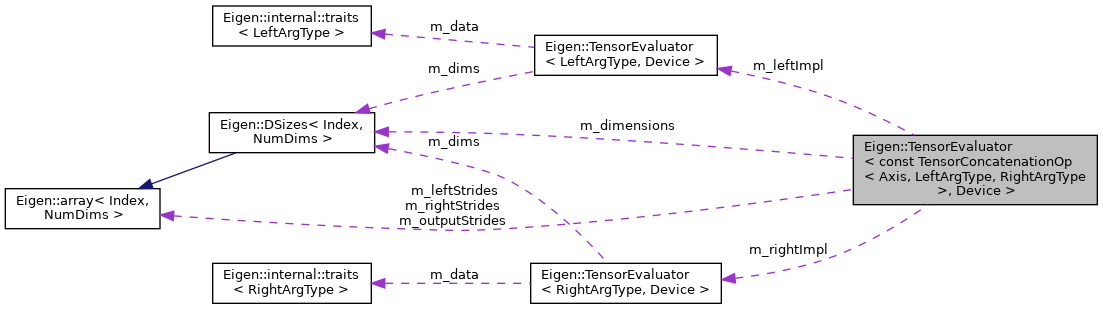 Eigen::internal::traits
< LeftArgType >
m_data
Eigen::TensorEvaluator
< LeftArgType, Device >
m_leftImpl
m_dims
Eigen::DSizes< Index,
NumDims >
m_dimensions
m_dims
Eigen::TensorEvaluator
< const TensorConcatenationOp
< Axis, LeftArgType, RightArgType
>, Device >
Eigen::array< Index,
NumDims >
m_leftStrides
m_rightStrides
m_outputStrides
m_rightImpl
Eigen::internal::traits
< RightArgType >
m_data
Eigen::TensorEvaluator
< RightArgType, Device >